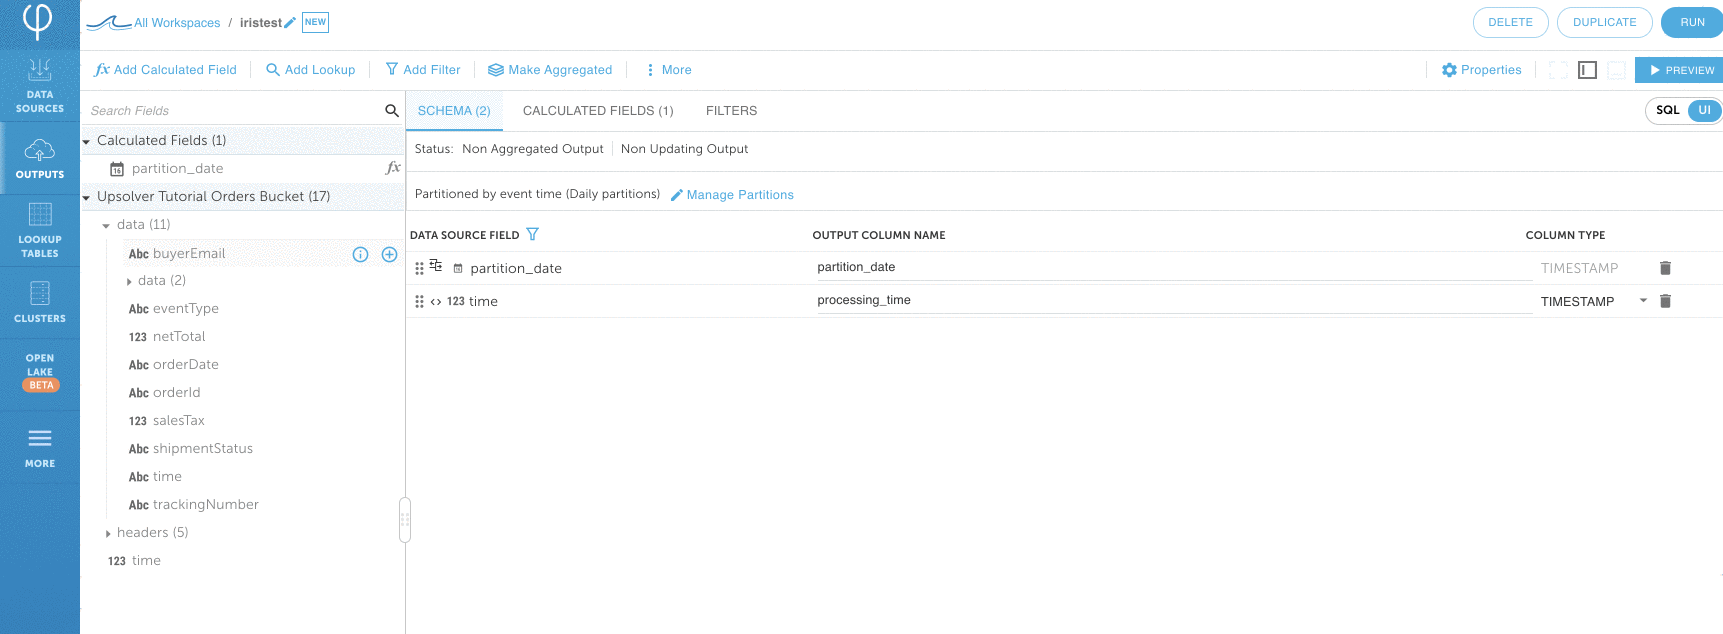 All Workspaces / iristest NEW
DELETE DUPLICATE RUN
fx Add Calculated Field Add Lookup Add Filter Make Aggregated More
Properties PREVIEW
DATA
SOURCES
OUTPUTS
LOOKUP
TABLES
CLUSTERS
OPEN
LAKE
BETA
MORE
Search Fields
Calculated Fields (1)
16 partition_date fx
Upsolver Tutorial Orders Bucket (17)
data (11)
Abc buyerEmail
data (2)
Abc eventType
123 netTotal
Abc orderDate
Abc orderId
123 salesTax
Abc shipmentStatus
Abc time
Abc trackingNumber
headers (5)
123 time
SCHEMA (2) CALCULATED FIELDS (1) FILTERS
SQL UI
Status: Non Aggregated Output Non Updating Output
Partitioned by event time (Daily partitions) Manage Partitions
DATA SOURCE FIELD OUTPUT COLUMN NAME COLUMN TYPE
partition_date partition_date TIMESTAMP
<> 123 time processing_time TIMESTAMP